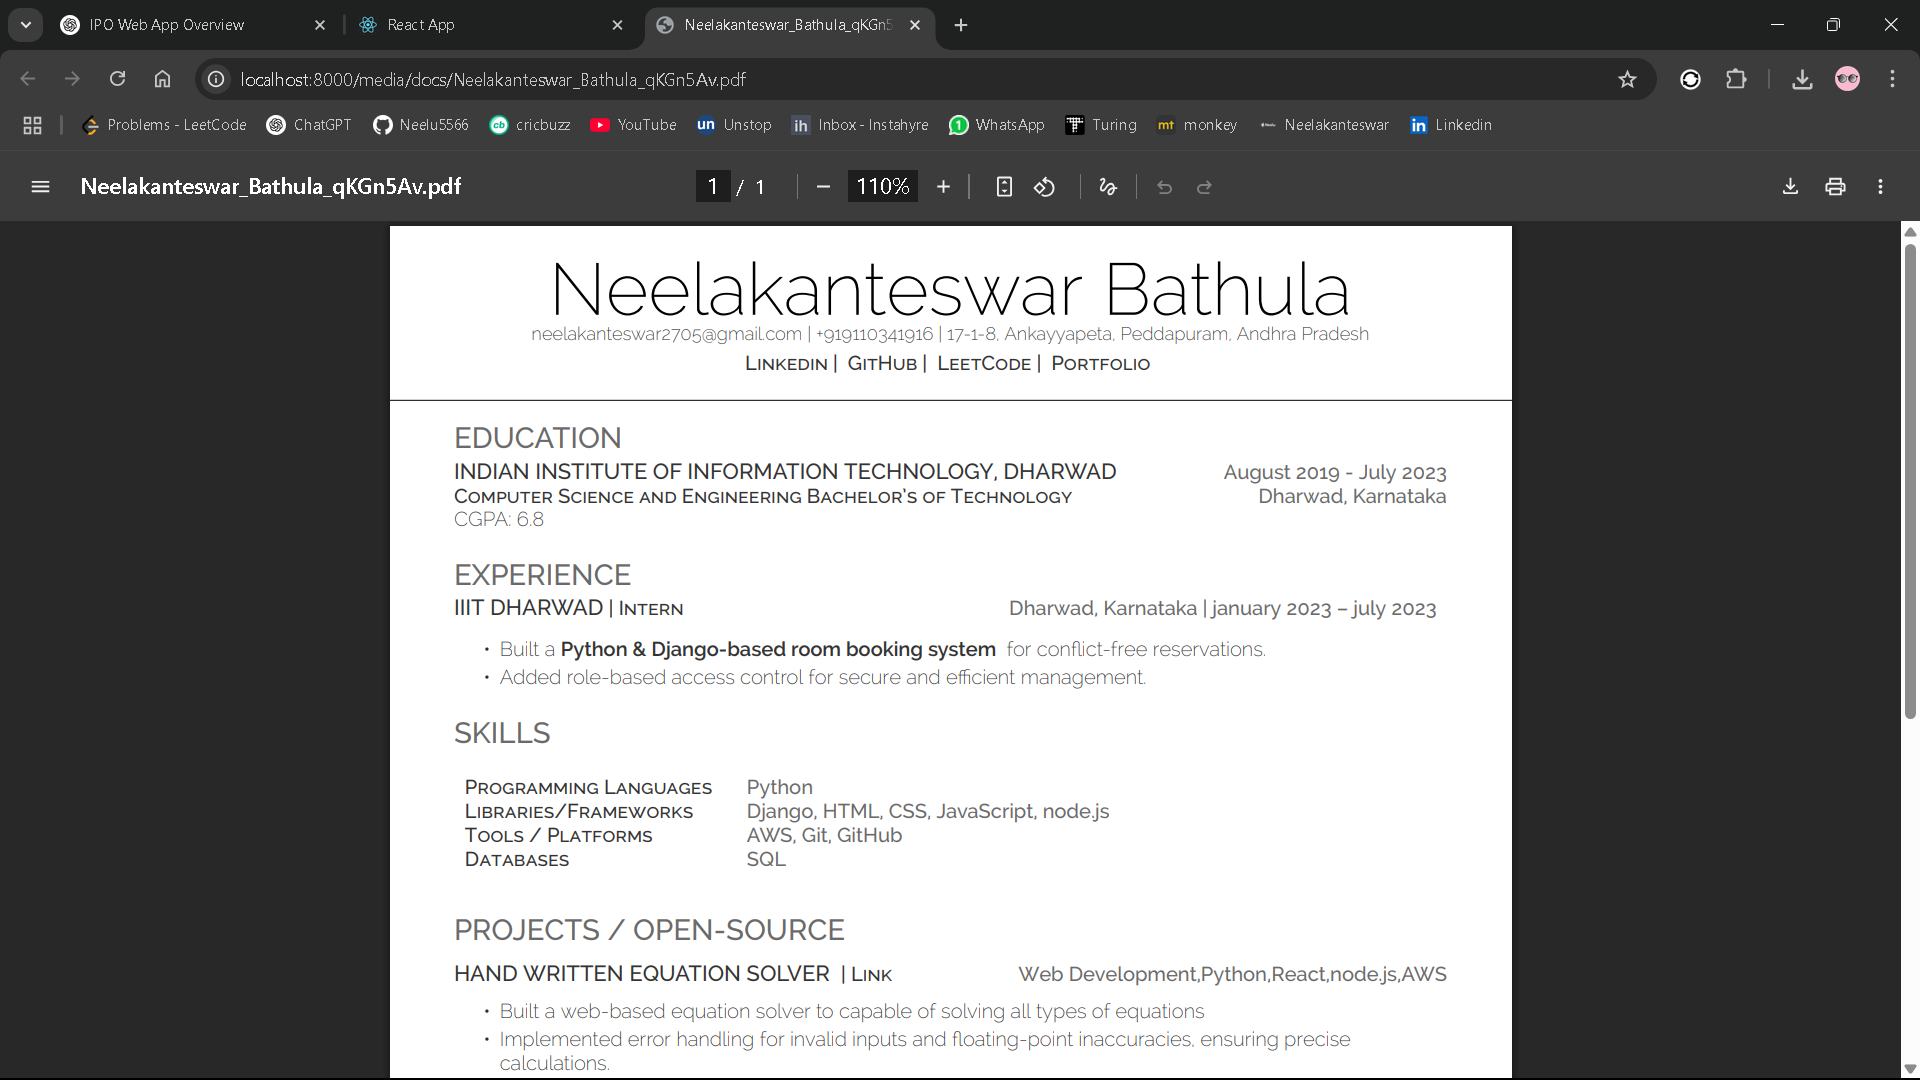 IPO Web App Overview
React App
Neelakanteswar_Bathula_qKGn5
localhost:8000/media/docs/Neelakanteswar_Bathula_qKGn5Av.pdf
Problems - LeetCode ChatGPT Neelu5566 cricbuzz YouTube Unstop Inbox - Instahyre WhatsApp Turing monkey Neelakanteswar Linkedin
Neelakanteswar_Bathula_qKGn5Av.pdf 1 / 1 110%
Neelakanteswar Bathula
neelakanteswar2705@gmail.com | +919110341916 | 17-1-8, Ankayyapeta, Peddapuram, Andhra Pradesh
Linkedin | GitHub | LeetCode | Portfolio
EDUCATION
INDIAN INSTITUTE OF INFORMATION TECHNOLOGY, DHARWAD August 2019 - July 2023
Computer Science and Engineering Bachelor's of Technology Dharwad, Karnataka
CGPA: 6.8
EXPERIENCE
IIIT DHARWAD | Intern Dharwad, Karnataka | january 2023 – july 2023
• Built a Python & Django-based room booking system for conflict-free reservations.
• Added role-based access control for secure and efficient management.
SKILLS
Programming Languages Python
Libraries/Frameworks Django, HTML, CSS, JavaScript, node.js
Tools / Platforms AWS, Git, GitHub
Databases SQL
PROJECTS / OPEN-SOURCE
HAND WRITTEN EQUATION SOLVER | Link Web Development,Python,React,node.js,AWS
• Built a web-based equation solver to capable of solving all types of equations
• Implemented error handling for invalid inputs and floating-point inaccuracies, ensuring precise
calculations.